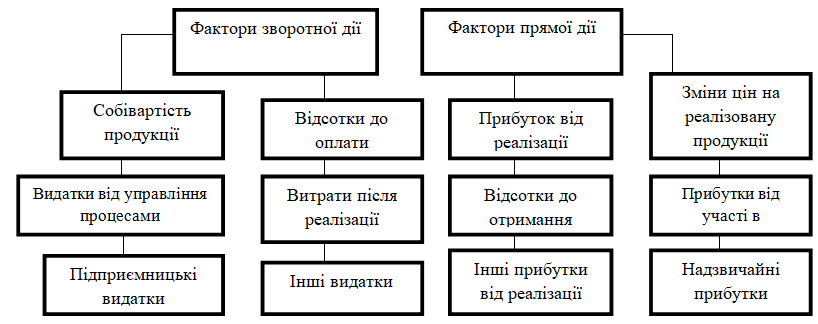 Фактори зворотної дії
Фактори прямої дії
Собівартість
продукції
Відсотки до
оплати
Прибуток від
реалізації
Зміни цін на
реалізовану
продукції
Видатки від управління
процесами
Витрати після
реалізації
Відсотки до
отримання
Прибутки від
участі в
Підприємницькі
видатки
Інші видатки
Інші прибутки
від реалізації
Надзвичайні
прибутки